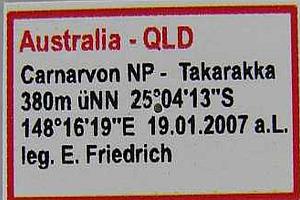 Australia - QLD
Carnarvon NP - Takarakka
380m üNN 25°04'13"S
148°16'19"E 19.01.2007 a.L.
leg. E. Friedrich